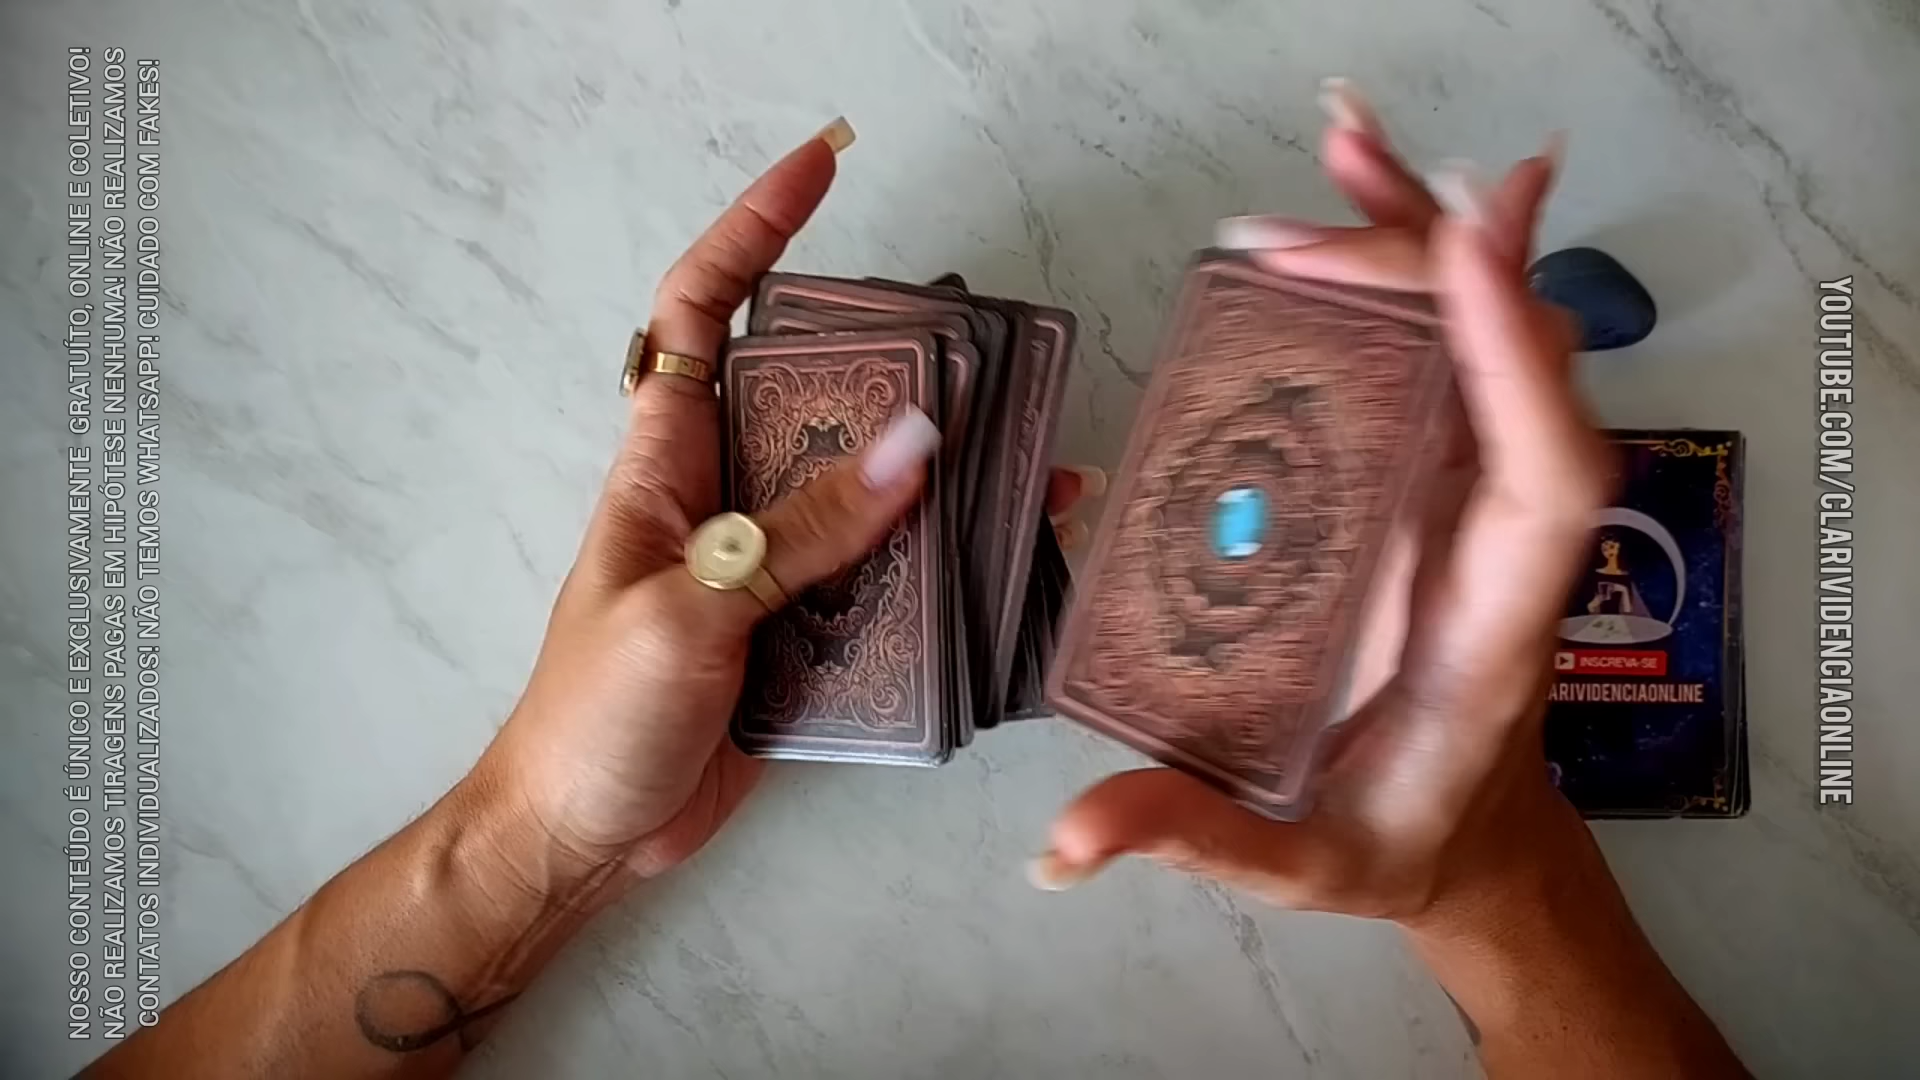 NOSSO CONTEÚDO É ÚNICO E EXCLUSIVAMENTE GRATUÍTO, ONLINE E COLETIVO!
NÃO REALIZAMOS TIRAGENS PAGAS EM HIPÓTESE NENHUMA! NÃO REALIZAMOS
CONTATOS INDIVIDUALIZADOS! NÃO TEMOS WHATSAPP! CUIDADO COM FAKES!
INSCREVA-SE
ARIVIDENCIAONLINE
YOUTUBE.COM/CLARIVIDENCIAONLINE